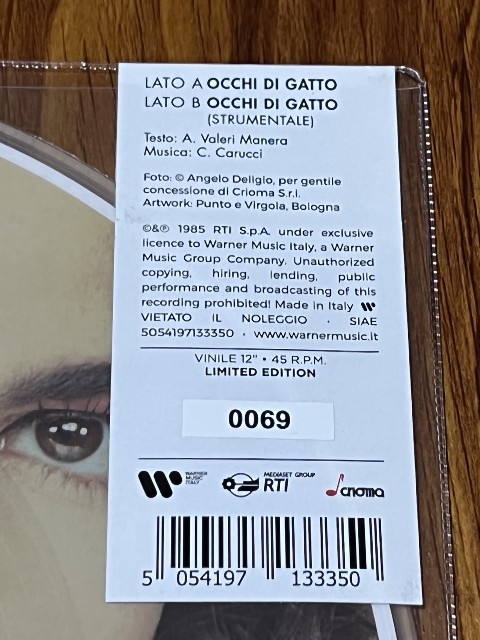 LATO A OCCHI DI GATTO
LATO B OCCHI DI GATTO
(STRUMENTALE)
Testo: A. Valeri Manera
Musica: C. Carucci
Foto: © Angelo Deligio, per gentile
concessione di Crioma S.r.l.
Artwork: Punto e Virgola, Bologna
©&℗ 1985 RTI S.p.A. under exclusive
licence to Warner Music Italy, a Warner
Music Group Company. Unauthorized
copying, hiring, lending, public
performance and broadcasting of this
recording prohibited! Made in Italy
VIETATO IL NOLEGGIO · SIAE
5054197133350 · www.warnermusic.it
VINILE 12" • 45 R.P.M.
LIMITED EDITION
0069
WARNER MUSIC ITALY
MEDIASET GROUP
RTI
crioma
5 054197 133350